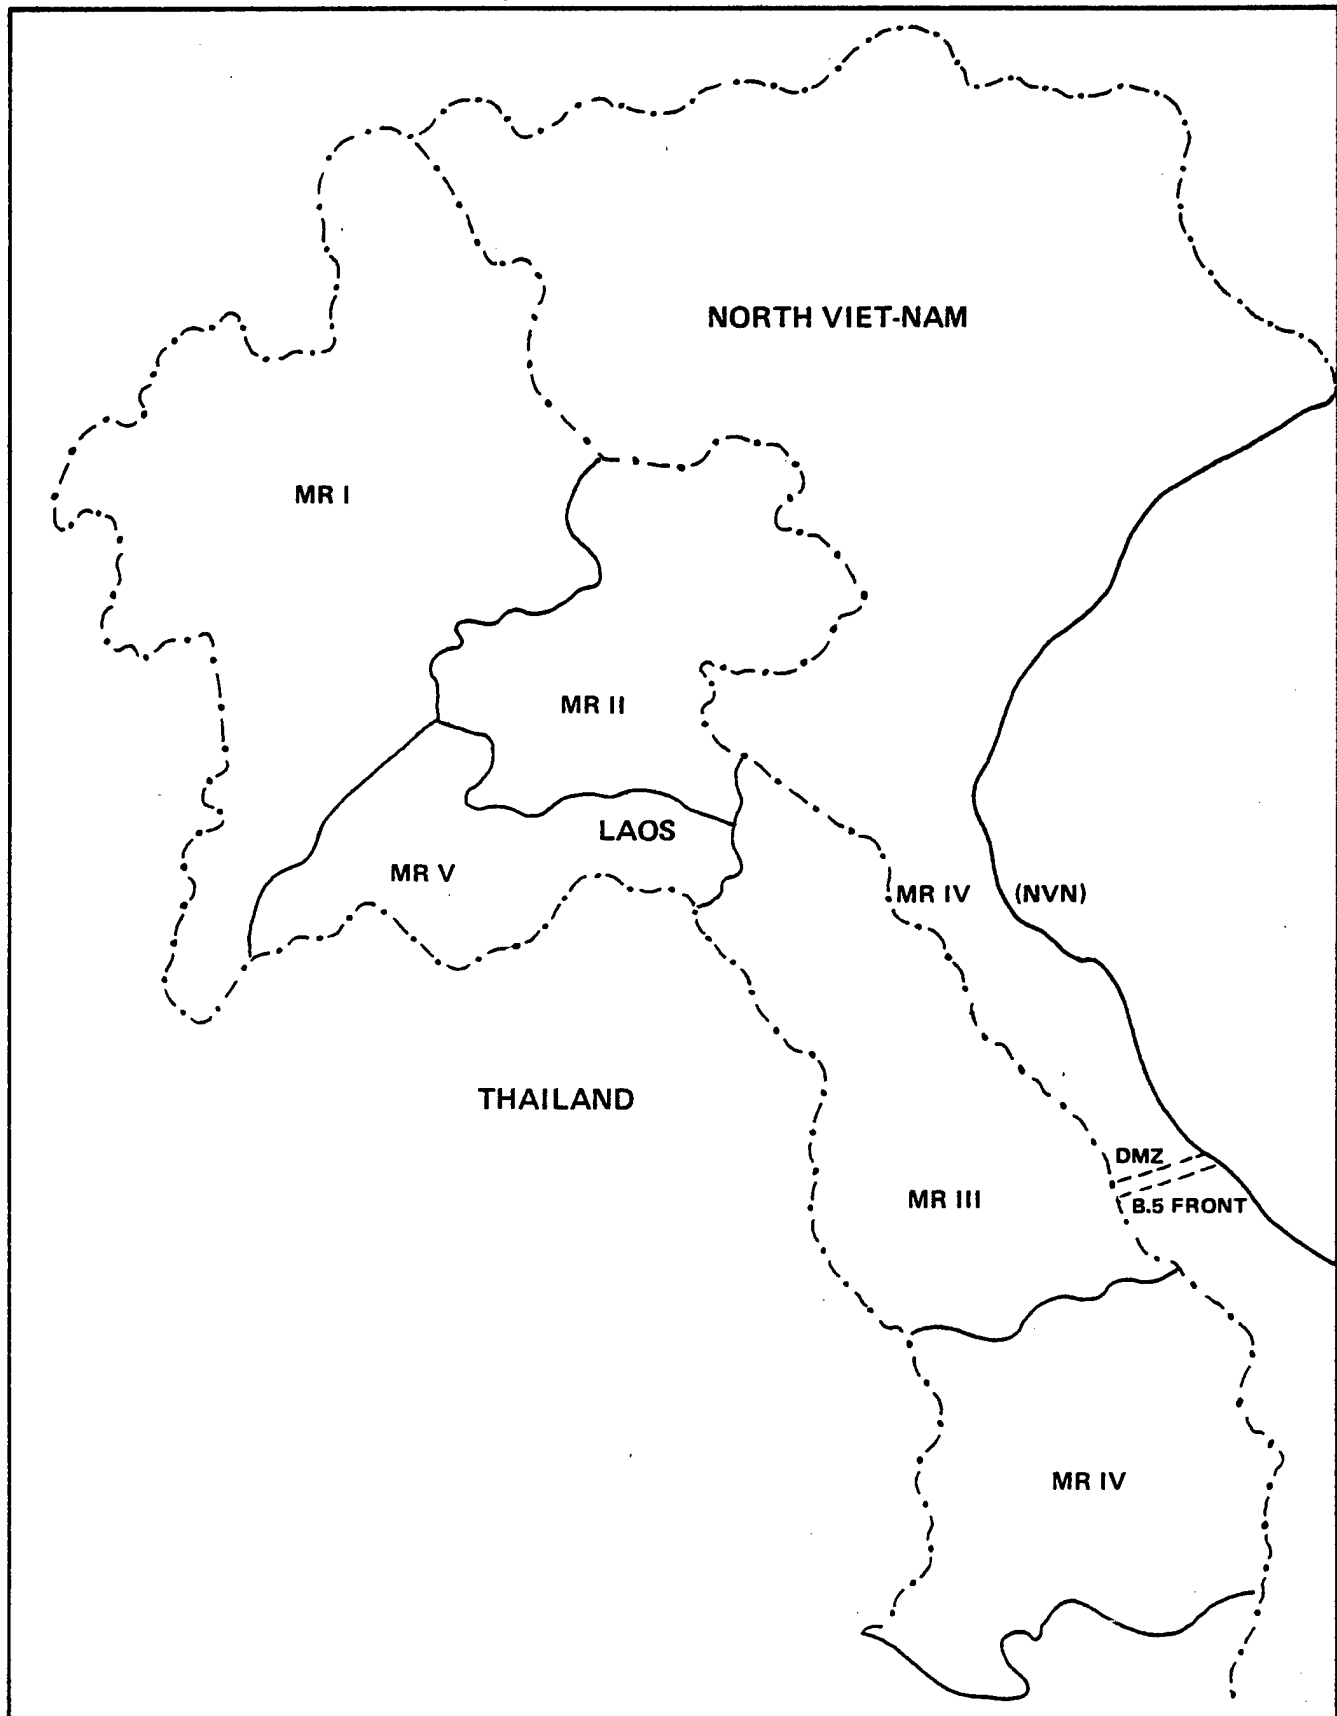 NORTH VIET-NAM
MR I
MR II
LAOS
MR V
MR IV (NVN)
THAILAND
DMZ
MR III
B.5 FRONT
MR IV